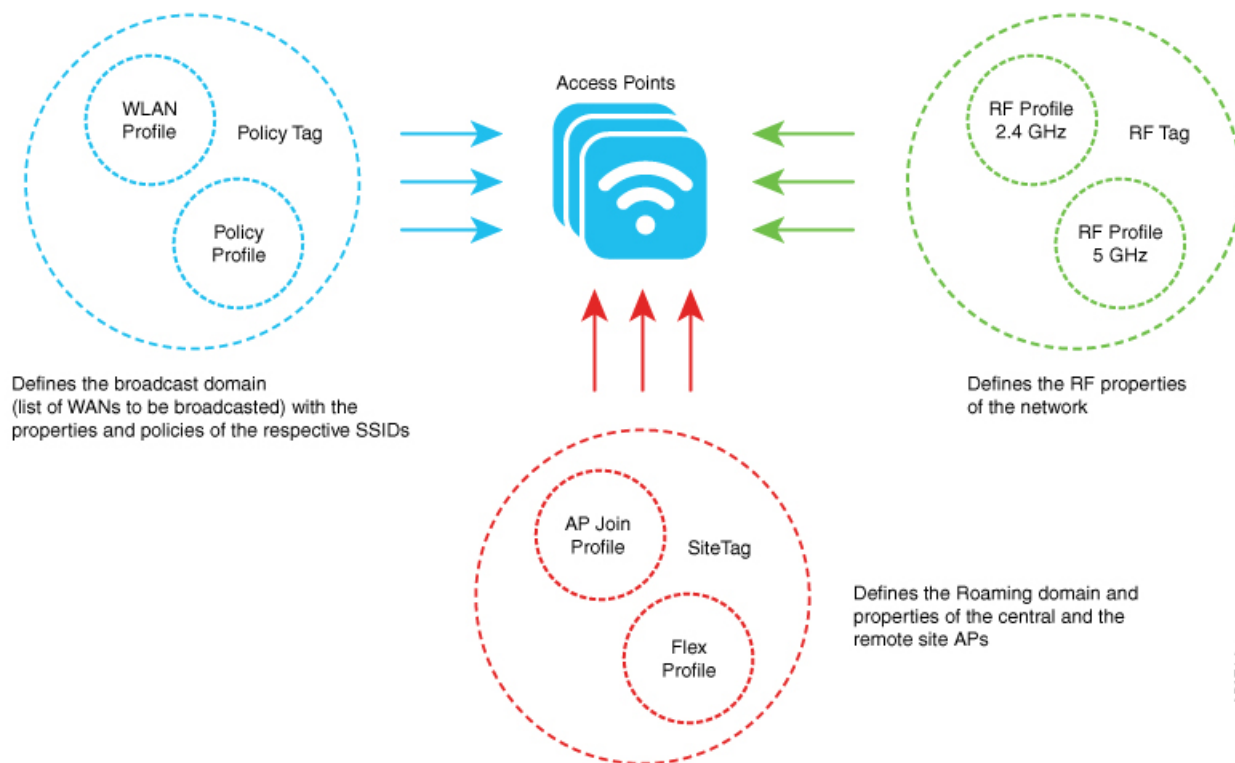 Access Points
WLAN
Profile
Policy Tag
Policy
Profile
RF Profile
2.4 GHz
RF Tag
RF Profile
5 GHz
Defines the broadcast domain
(list of WANs to be broadcasted) with the
properties and policies of the respective SSIDs
Defines the RF properties
of the network
AP Join
Profile
SiteTag
Flex
Profile
Defines the Roaming domain and
properties of the central and the
remote site APs